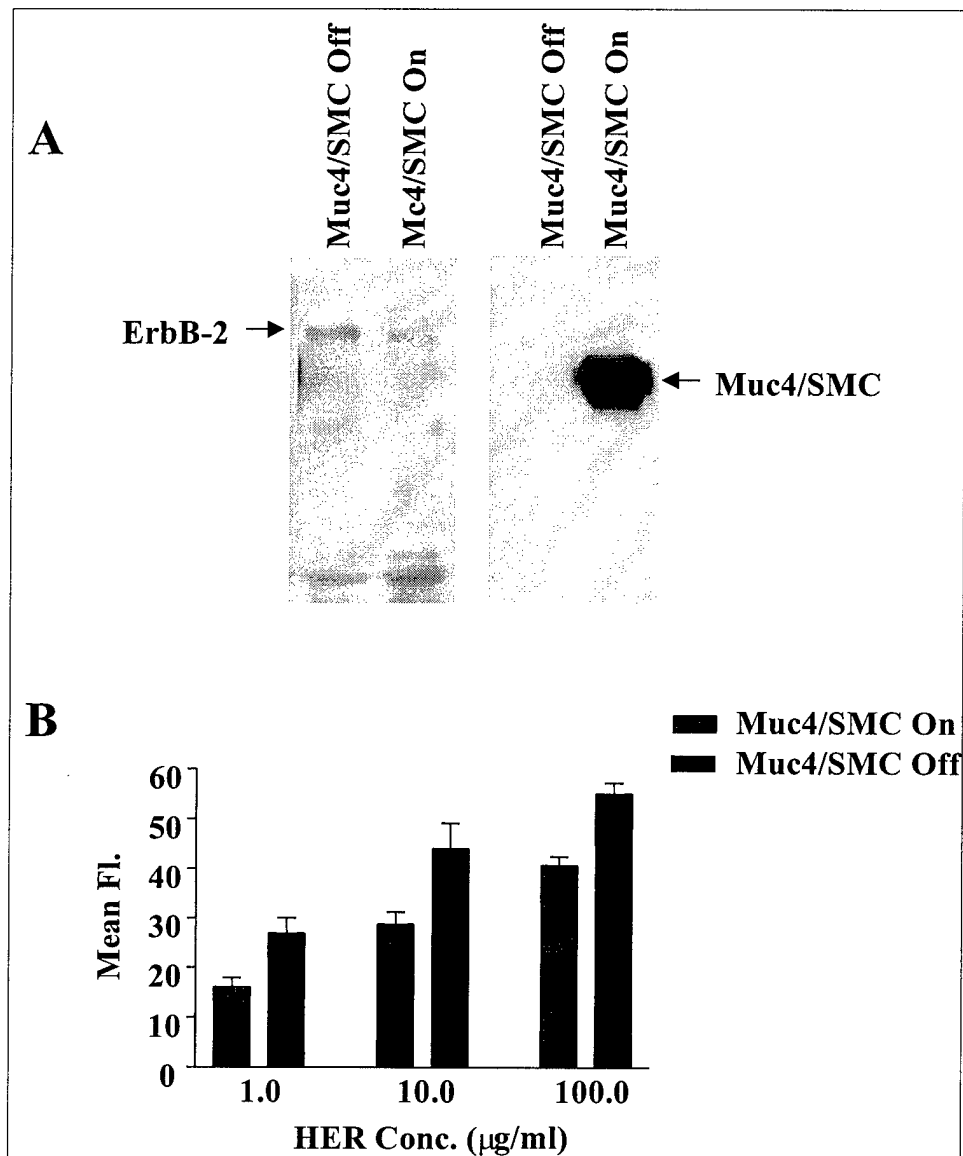 A
Muc4/SMC Off
Mc4/SMC On
Muc4/SMC Off
Muc4/SMC On
ErbB-2
Muc4/SMC
B
Muc4/SMC On
Muc4/SMC Off
Mean Fl.
60
50
40
30
20
10
0
1.0
10.0
100.0
HER Conc. (μg/ml)